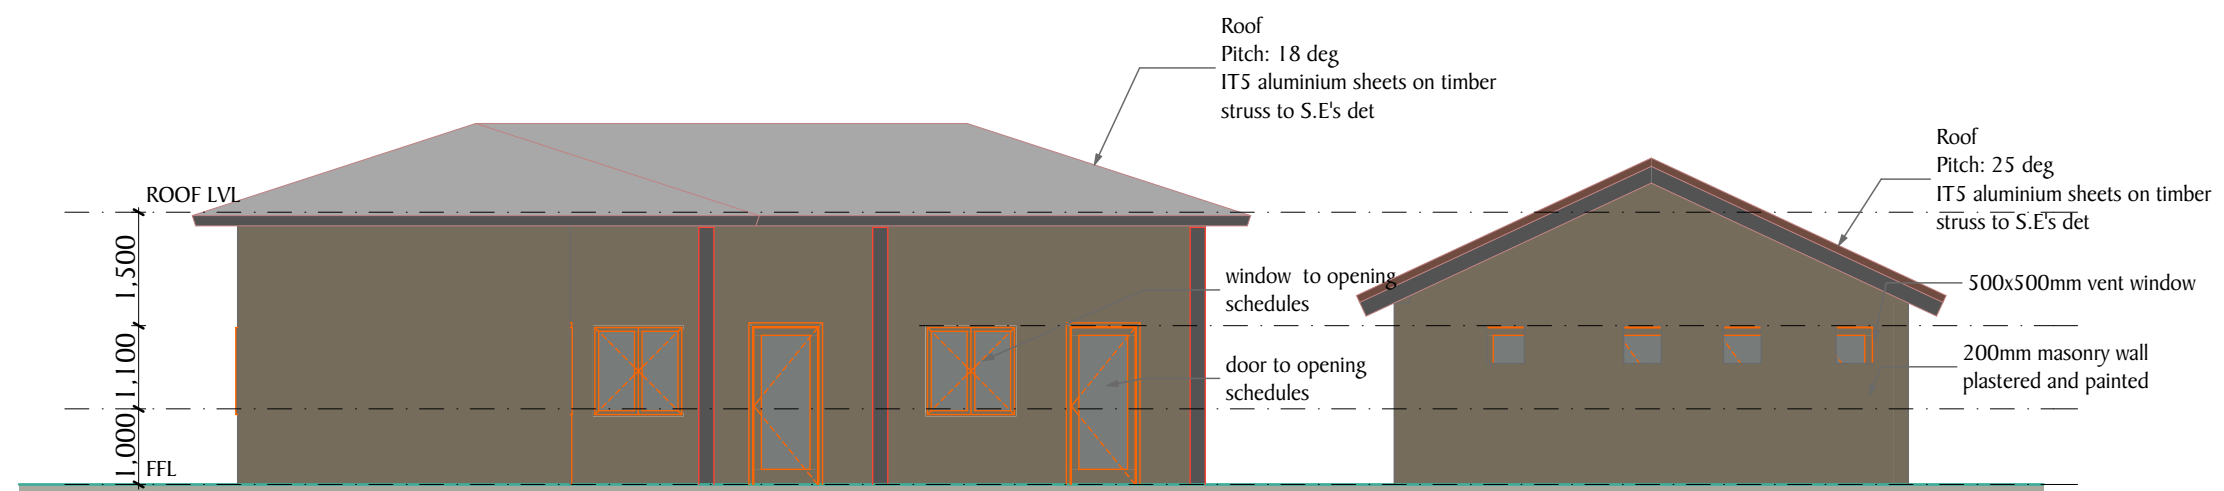 Roof
Pitch: 18 deg
IT5 aluminium sheets on timber
struss to S.E's det
Roof
Pitch: 25 deg
IT5 aluminium sheets on timber
struss to S.E's det
ROOF LVL
1,500
window to opening
schedules
500x500mm vent window
1,100
door to opening
schedules
200mm masonry wall
plastered and painted
1,000
FFL